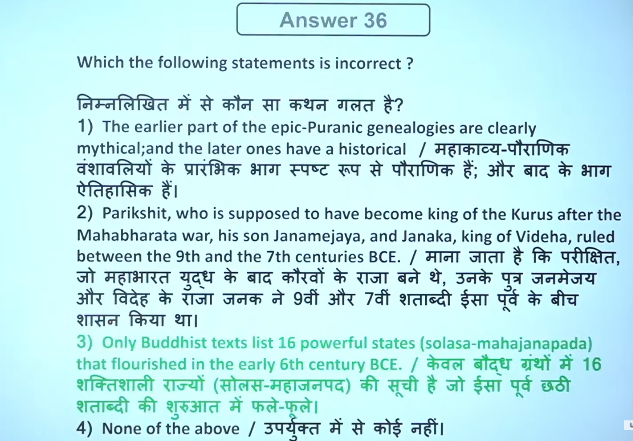 Answer 36
Which the following statements is incorrect ?
निम्नलिखित में से कौन सा कथन गलत है?
1) The earlier part of the epic-Puranic genealogies are clearly
mythical;and the later ones have a historical / महाकाव्य-पौराणिक
वंशावलियों के प्रारंभिक भाग स्पष्ट रूप से पौराणिक हैं; और बाद के भाग
ऐतिहासिक हैं।
2) Parikshit, who is supposed to have become king of the Kurus after the
Mahabharata war, his son Janamejaya, and Janaka, king of Videha, ruled
between the 9th and the 7th centuries BCE. / माना जाता है कि परीक्षित,
जो महाभारत युद्ध के बाद कौरवों के राजा बने थे, उनके पुत्र जनमेजय
और विदेह के राजा जनक ने 9वीं और 7वीं शताब्दी ईसा पूर्व के बीच
शासन किया था।
3) Only Buddhist texts list 16 powerful states (solasa-mahajanapada)
that flourished in the early 6th century BCE. / केवल बौद्ध ग्रंथों में 16
शक्तिशाली राज्यों (सोलस-महाजनपद) की सूची है जो ईसा पूर्व छठी
शताब्दी की शुरुआत में फले-फूले।
4) None of the above / उपर्युक्त में से कोई नहीं।